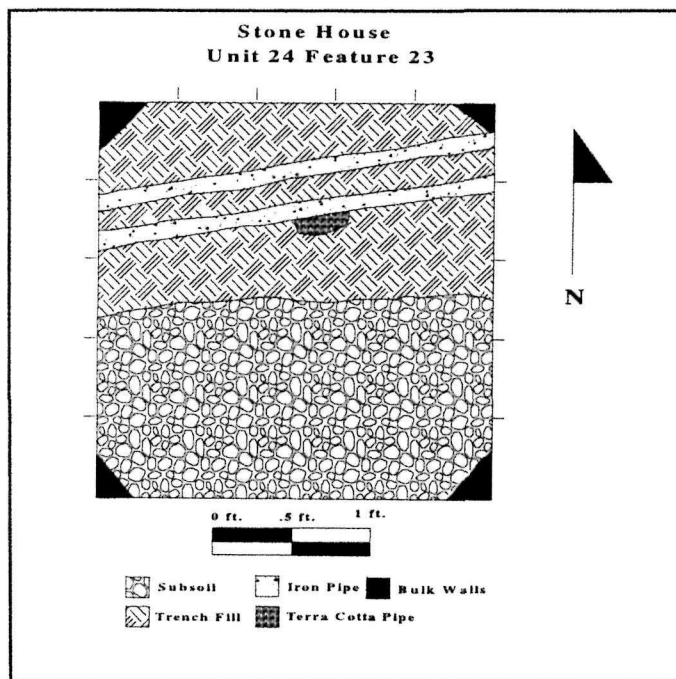 Stone House
Unit 24 Feature 23
N
0 ft. .5 ft. 1 ft.
Subsoil Iron Pipe Bulk Walls
Trench Fill Terra Cotta Pipe